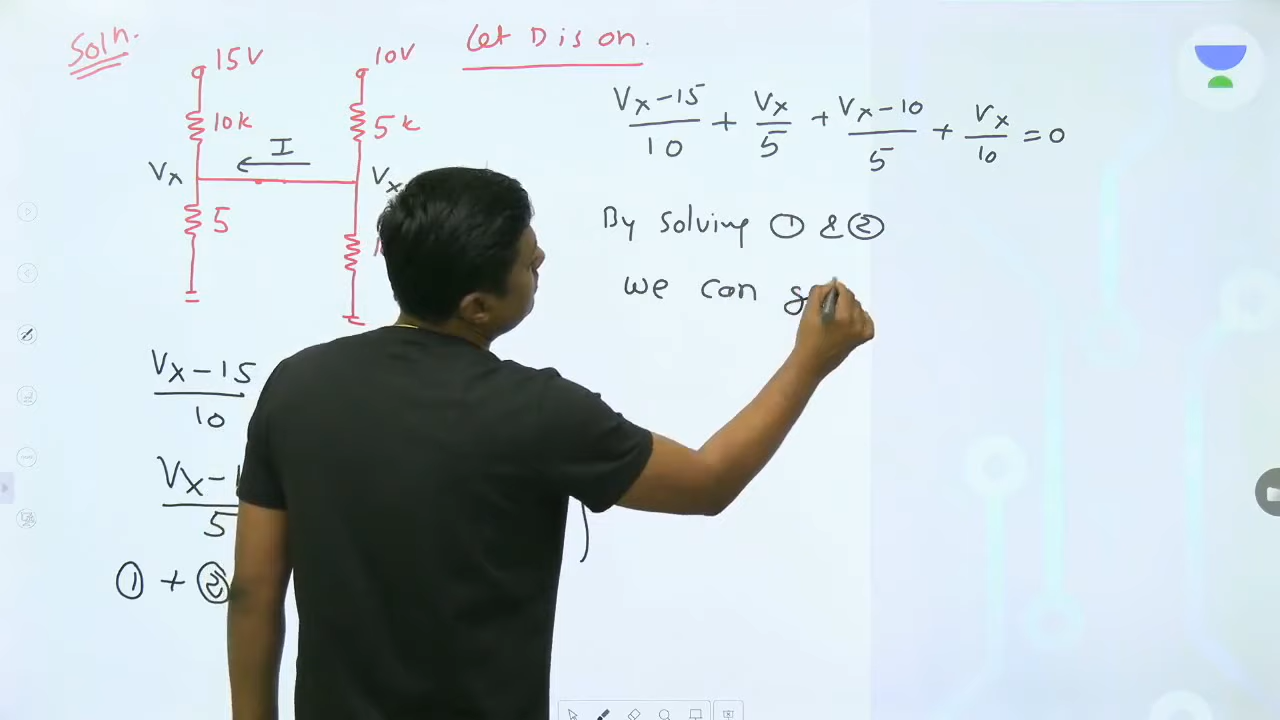 Soln.
15V
10V
Let D is on.
10k
5k
I
Vx
Vx
5
Vx-15/10 + Vx/5 + Vx-10/5 + Vx/10 = 0
By Solving ① & ②
we can
Vx-15
10
Vx-
5
① + ②